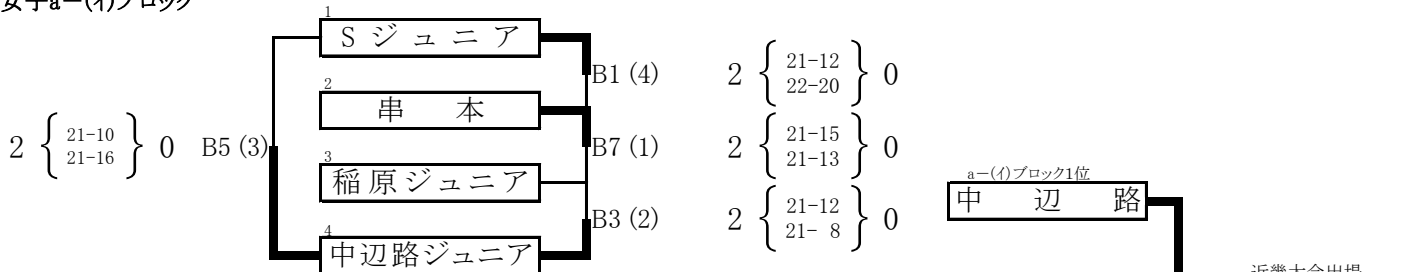 女子a-(イ)ブロック
1
Sジュニア
B1 (4) 2 { 21-12 22-20 } 0
2
串 本
2 { 21-10 21-16 } 0 B5 (3)
B7 (1) 2 { 21-15 21-13 } 0
3
稲原ジュニア
a-(イ)ブロック1位
中 辺 路
B3 (2) 2 { 21-12 21- 8 } 0
4
中辺路ジュニア
近畿大会出場